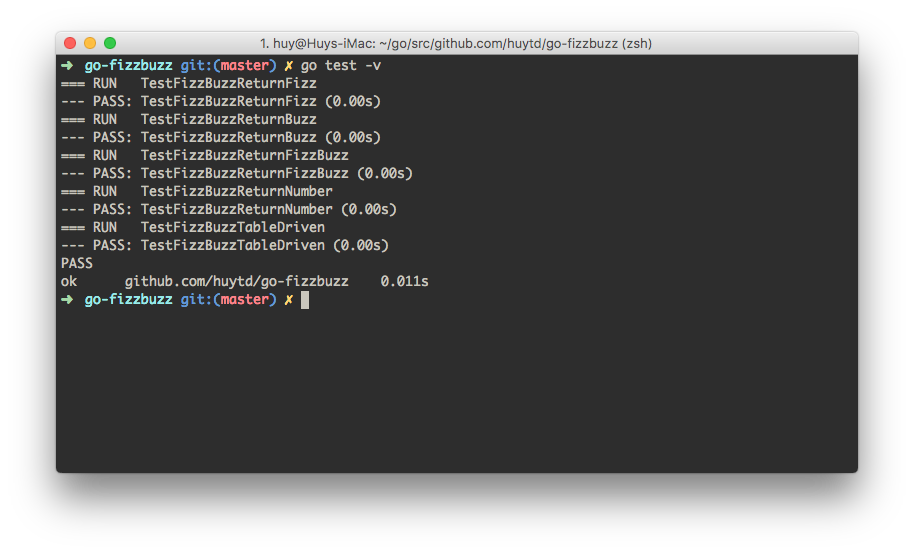 1. huy@Huys-iMac: ~/go/src/github.com/huytd/go-fizzbuzz (zsh)
➜ go-fizzbuzz git:(master) ✗ go test -v
=== RUN   TestFizzBuzzReturnFizz
--- PASS: TestFizzBuzzReturnFizz (0.00s)
=== RUN   TestFizzBuzzReturnBuzz
--- PASS: TestFizzBuzzReturnBuzz (0.00s)
=== RUN   TestFizzBuzzReturnFizzBuzz
--- PASS: TestFizzBuzzReturnFizzBuzz (0.00s)
=== RUN   TestFizzBuzzReturnNumber
--- PASS: TestFizzBuzzReturnNumber (0.00s)
=== RUN   TestFizzBuzzTableDriven
--- PASS: TestFizzBuzzTableDriven (0.00s)
PASS
ok      github.com/huytd/go-fizzbuzz    0.011s
➜ go-fizzbuzz git:(master) ✗